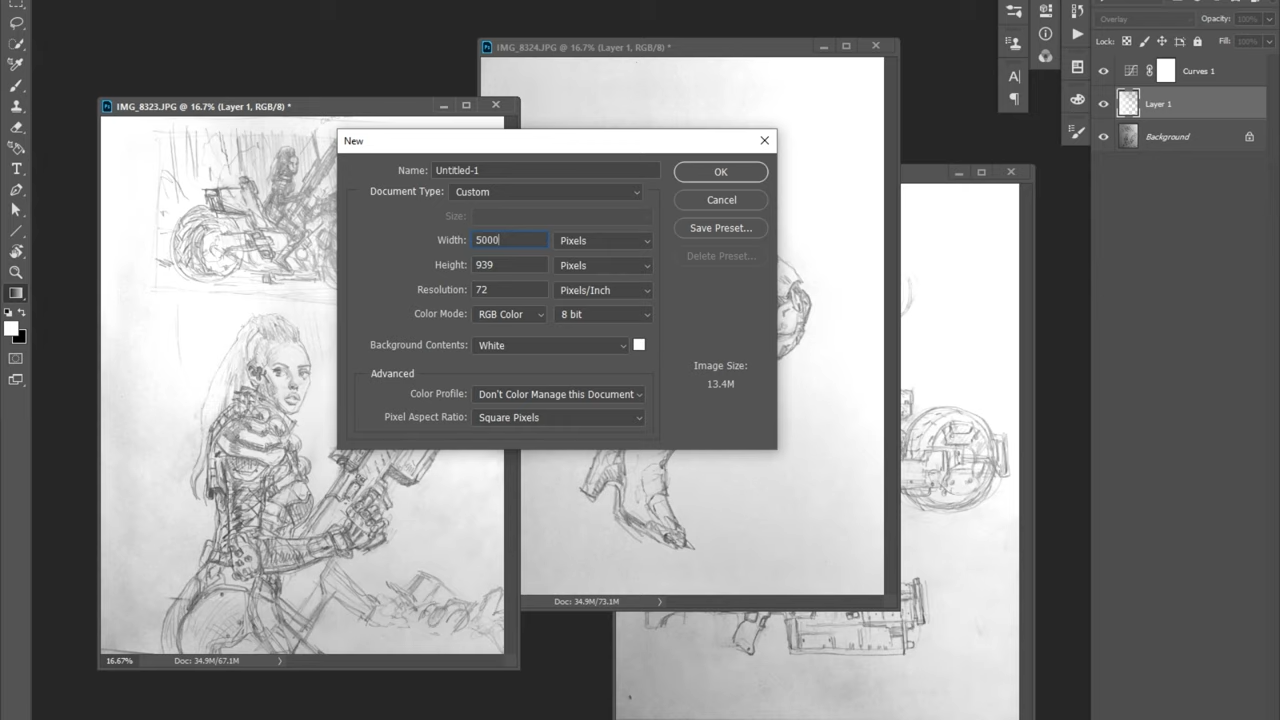 Overlay
Opacity: 100%
IMG_8324.JPG @ 16.7% (Layer 1, RGB/8) *
Lock:
Fill: 100%
Curves 1
IMG_8323.JPG @ 16.7% (Layer 1, RGB/8) *
Layer 1
Background
New
Name: Untitled-1
OK
Document Type: Custom
Cancel
Size:
Save Preset...
Width: 5000 Pixels
Delete Preset...
Height: 939 Pixels
Resolution: 72 Pixels/Inch
Color Mode: RGB Color 8 bit
Background Contents: White
Image Size:
13.4M
Advanced
Color Profile: Don't Color Manage this Document
Pixel Aspect Ratio: Square Pixels
Doc: 34.9M/73.1M
16.67% Doc: 34.9M/67.1M